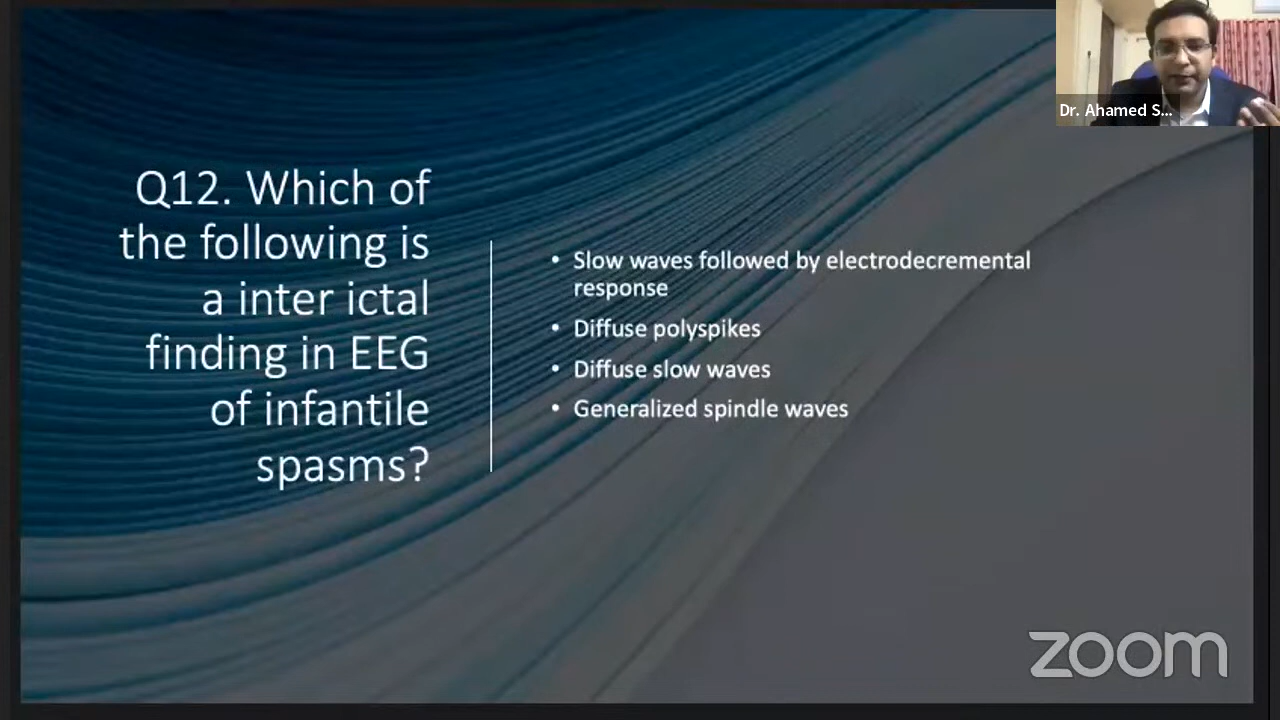 Dr. Ahamed S...
Q12. Which of
the following is
a inter ictal
finding in EEG
of infantile
spasms?
• Slow waves followed by electrodecremental
response
• Diffuse polyspikes
• Diffuse slow waves
• Generalized spindle waves
zoom